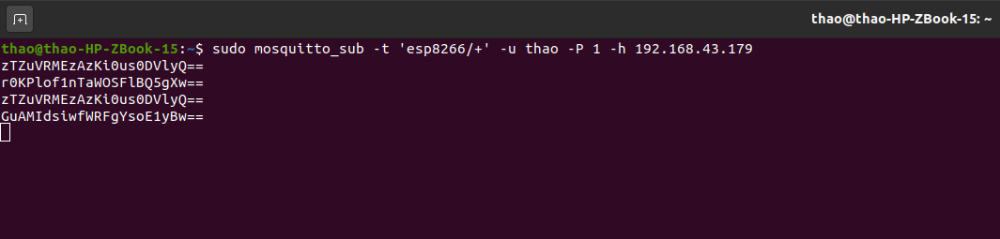 thao@thao-HP-ZBook-15: ~
thao@thao-HP-ZBook-15:~$ sudo mosquitto_sub -t 'esp8266/+' -u thao -P 1 -h 192.168.43.179
zTZuVRMEzAzKi0us0DVlyQ==
r0KPlof1nTaWOSFlBQ5gXw==
zTZuVRMEzAzKi0us0DVlyQ==
GuAMIdsiwfWRFgYsoE1yBw==